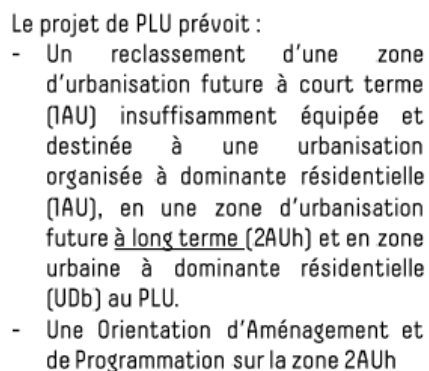 Le projet de PLU prévoit :
- Un reclassement d'une zone
d'urbanisation future à court terme
(1AU) insuffisamment équipée et
destinée à une urbanisation
organisée à dominante résidentielle
(1AU), en une zone d'urbanisation
future à long terme (2AUh) et en zone
urbaine à dominante résidentielle
(UDb) au PLU.
- Une Orientation d'Aménagement et
de Programmation sur la zone 2AUh